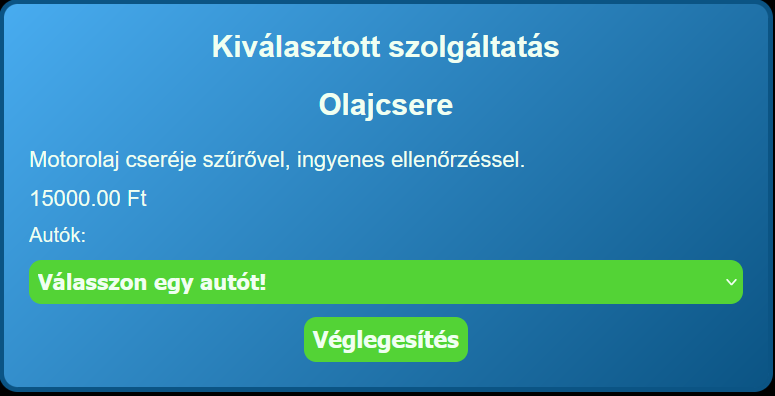 Kiválasztott szolgáltatás
Olajcsere
Motorolaj cseréje szűrővel, ingyenes ellenőrzéssel.
15000.00 Ft
Autók:
Válasszon egy autót!
Véglegesítés